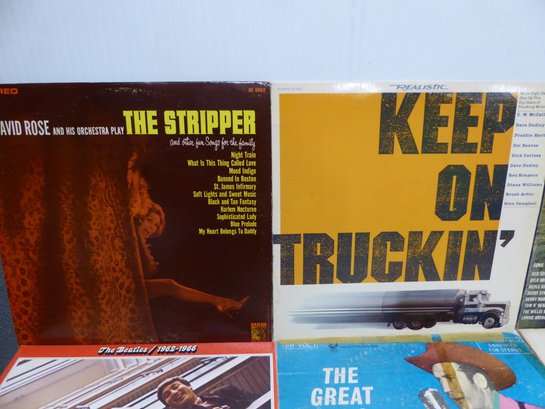 DAVID ROSE AND HIS ORCHESTRA PLAY THE STRIPPER
and other fun Songs for the family
Night Train
What Is This Thing Called Love
Mood Indigo
Banned In Boston
St. James Infirmary
Soft Lights and Sweet Music
Black and Tan Fantasy
Harlem Nocturne
Sophisticated Lady
Blue Prelude
My Heart Belongs To Daddy
MGM
REALISTIC
KEEP
ON
TRUCKIN'
C. W. McCall
Dave Dudley
Freddie Hart
Del Reeves
Dick Curless
Dave Dudley
Red Simpson
Diana Williams
Brush Arbor
Glen Campbell
The Beatles / 1962-1966
THE
GREAT
ENHANCED
FOR STEREO